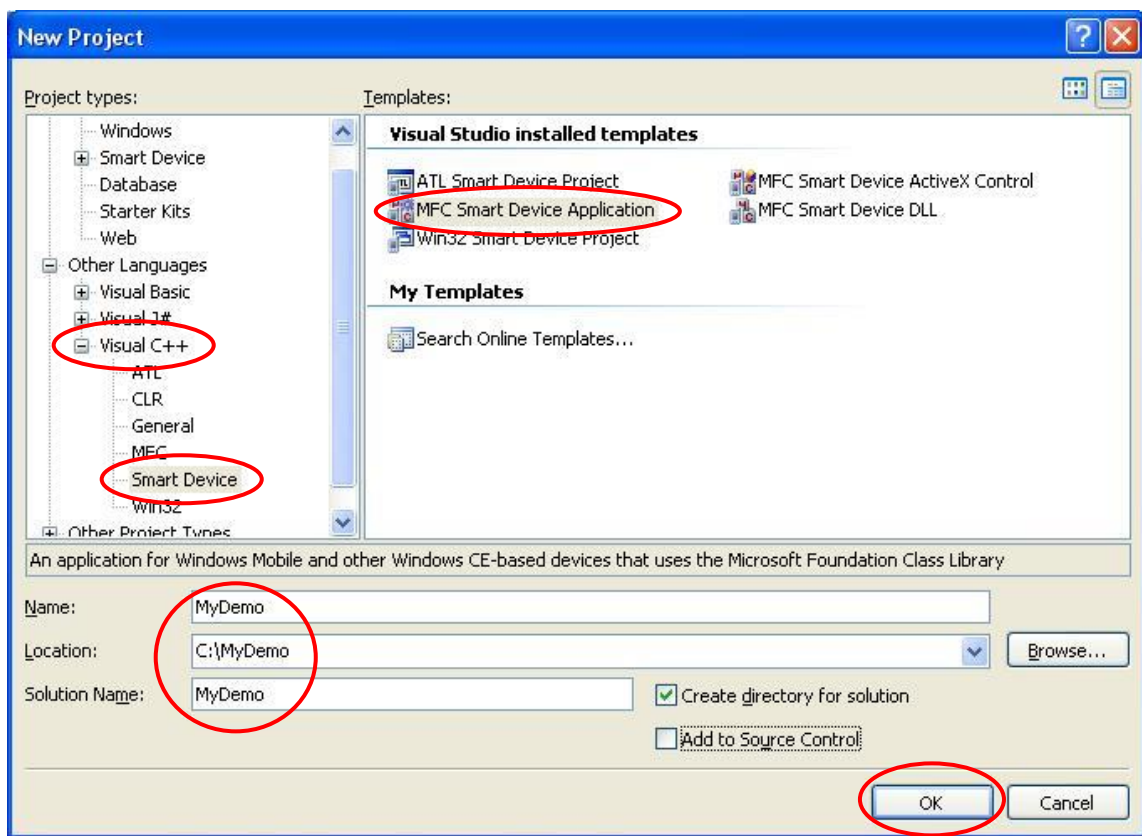 New Project
Project types:
Templates:
Windows
Smart Device
Database
Starter Kits
Web
Other Languages
Visual Basic
Visual J#
Visual C++
ATL
CLR
General
MFC
Smart Device
Win32
Other Project Types
Visual Studio installed templates
ATL Smart Device Project
MFC Smart Device ActiveX Control
MFC Smart Device Application
MFC Smart Device DLL
Win32 Smart Device Project
My Templates
Search Online Templates...
An application for Windows Mobile and other Windows CE-based devices that uses the Microsoft Foundation Class Library
Name: MyDemo
Location: C:\MyDemo Browse...
Solution Name: MyDemo Create directory for solution
Add to Source Control
OK Cancel